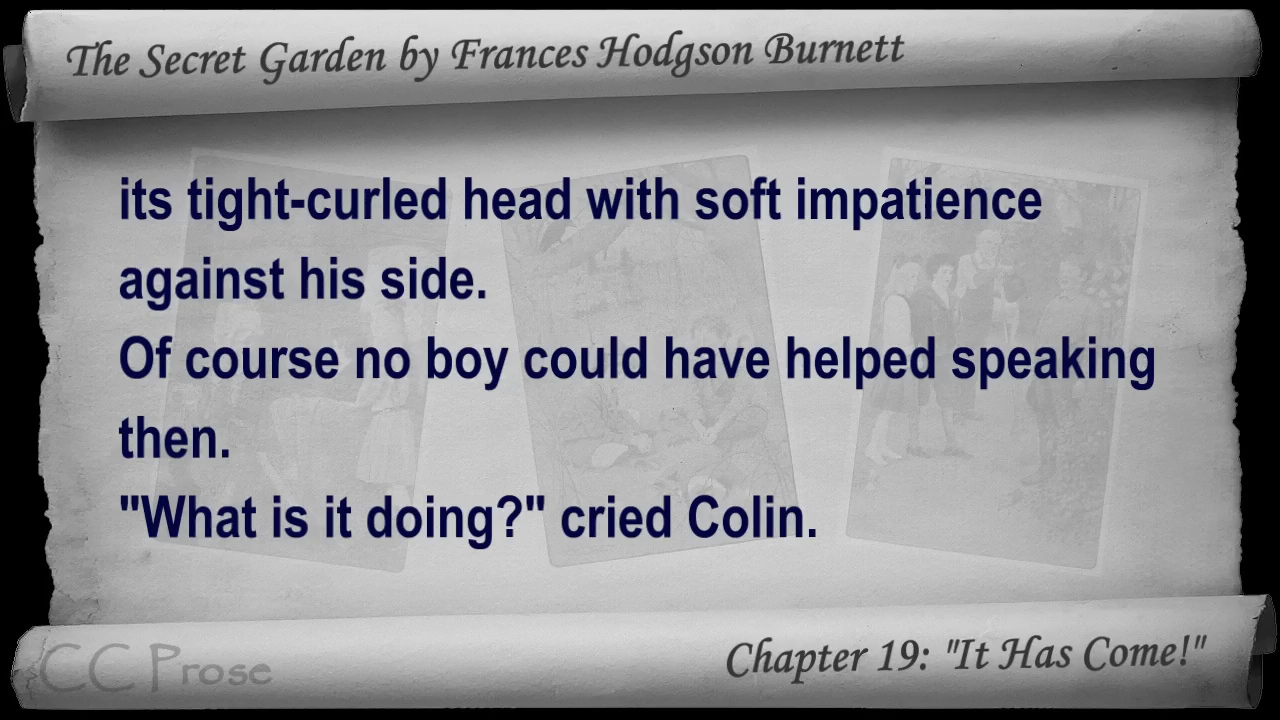 The Secret Garden by Frances Hodgson Burnett
its tight-curled head with soft impatience
against his side.
Of course no boy could have helped speaking
then.
"What is it doing?" cried Colin.
CC Prose
Chapter 19: "It Has Come!"